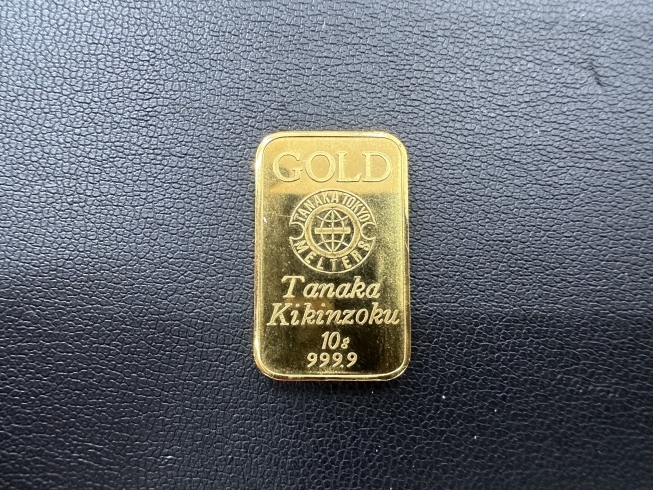 GOLD
TANAKA TOKYO
MELTERS
Tanaka
Kikinzoku
10g
999.9